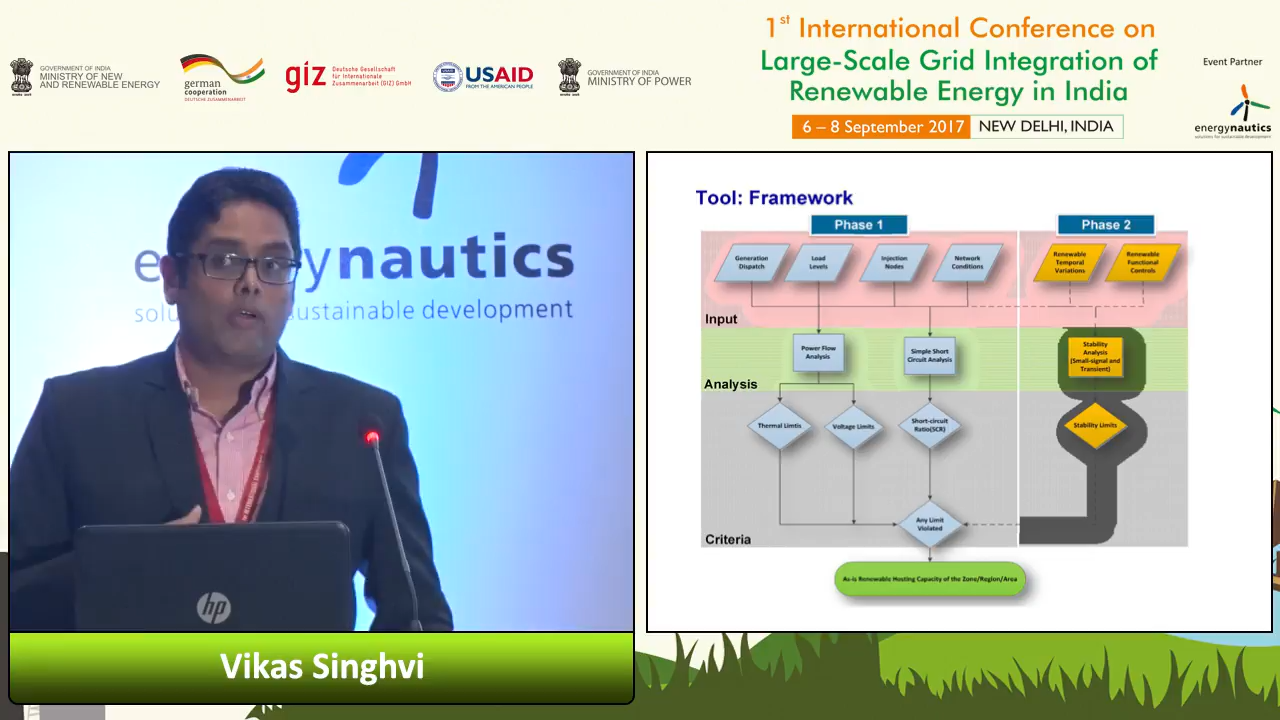 GOVERNMENT OF INDIA
MINISTRY OF NEW
AND RENEWABLE ENERGY
german
cooperation
DEUTSCHE ZUSAMMENARBEIT
giz
Deutsche Gesellschaft
für Internationale
Zusammenarbeit (GIZ) GmbH
USAID
FROM THE AMERICAN PEOPLE
GOVERNMENT OF INDIA
MINISTRY OF POWER
1st International Conference on
Large-Scale Grid Integration of
Renewable Energy in India
6 – 8 September 2017 NEW DELHI, INDIA
Event Partner
energynautics
solutions for sustainable development
e ynautics
solu sustainable development
hp
Vikas Singhvi
Tool: Framework
Phase 1
Phase 2
Generation
Dispatch
Load
Levels
Injection
Nodes
Network
Conditions
Renewable
Temporal
Variations
Renewable
Functional
Controls
Input
Power Flow
Analysis
Simple Short
Circuit Analysis
Stability
Analysis
(Small-signal and
Transient)
Analysis
Thermal Limtis
Voltage Limits
Short-circuit
Ratio(SCR)
Stability Limits
Any Limit
Violated
Criteria
As-is Renewable Hosting Capacity of the Zone/Region/Area